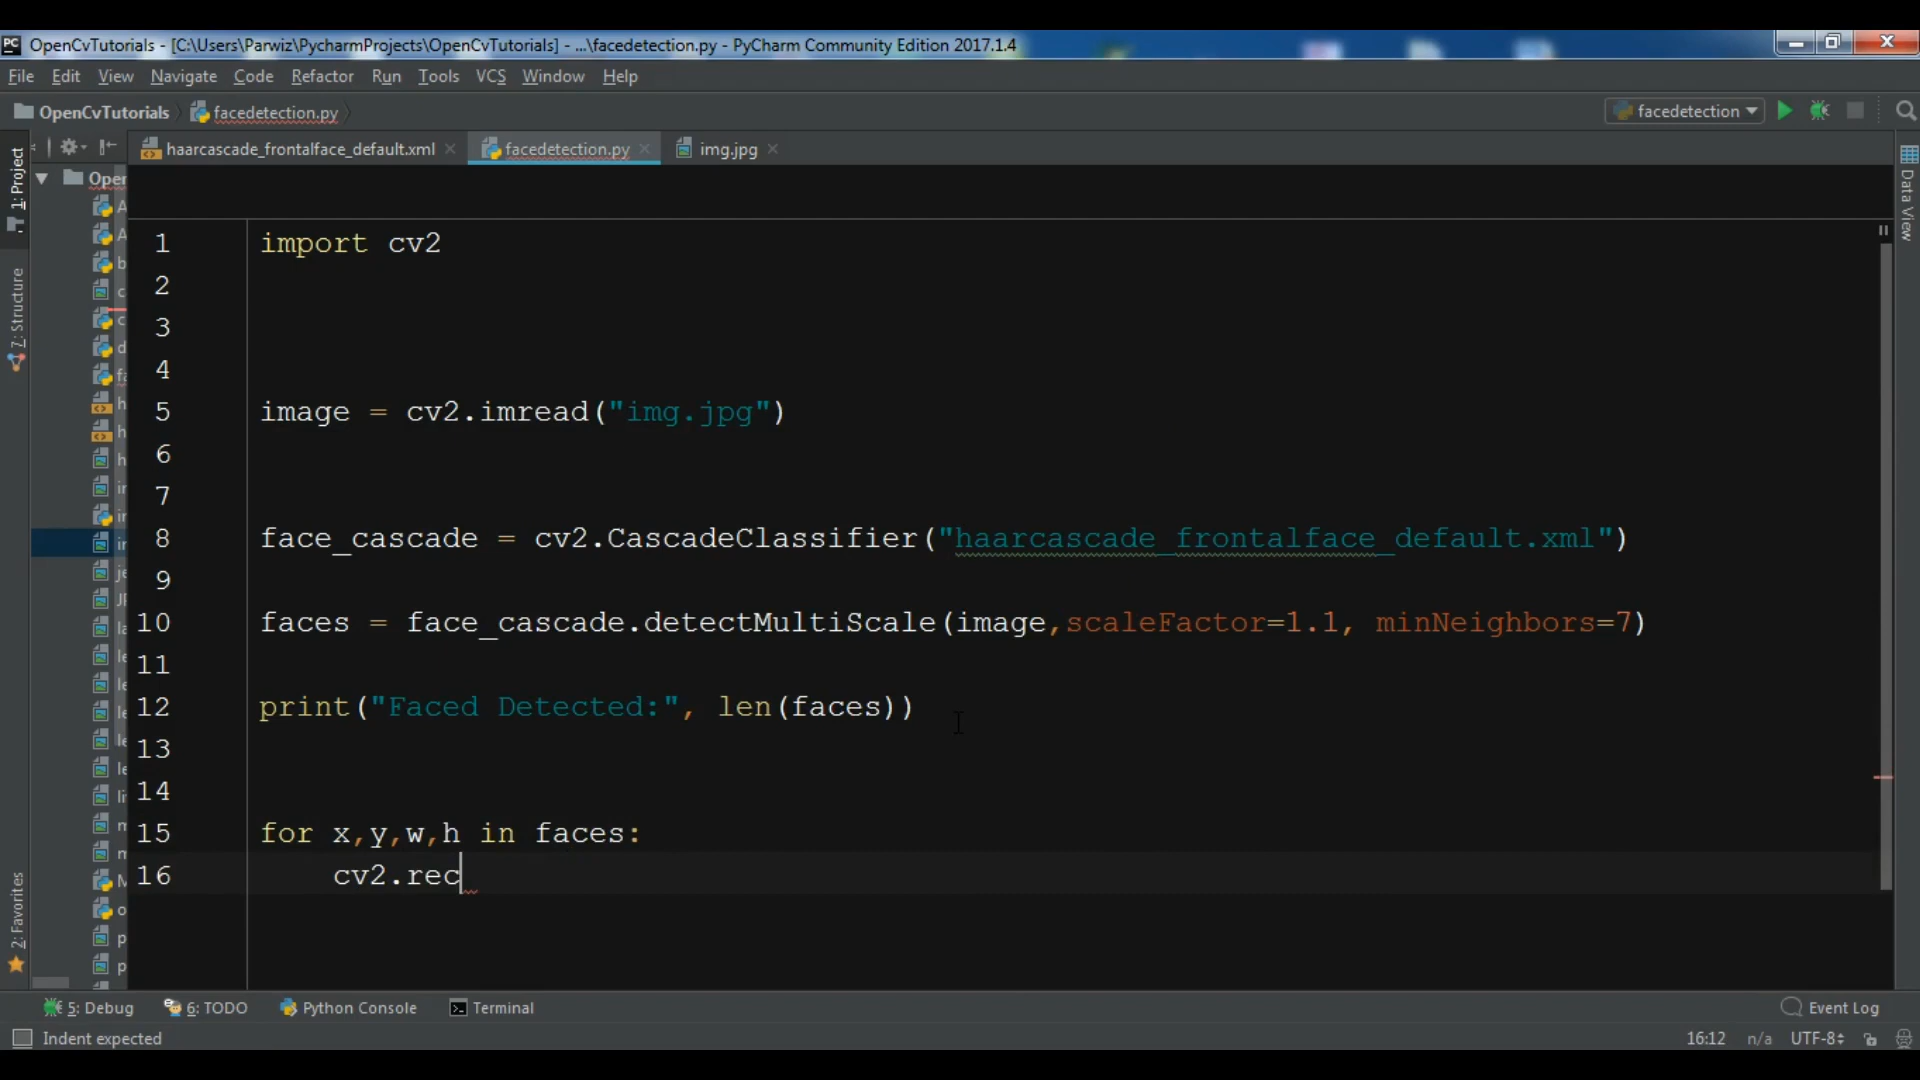 OpenCvTutorials - [C:\Users\Parwiz\PycharmProjects\OpenCvTutorials] - ...\facedetection.py - PyCharm Community Edition 2017.1.4
File Edit View Navigate Code Refactor Run Tools VCS Window Help
OpenCvTutorials facedetection.py facedetection
haarcascade_frontalface_default.xml facedetection.py img.jpg
1: Project
7: Structure
2: Favorites
Data View
1 import cv2
2
3
4
5 image = cv2.imread("img.jpg")
6
7
8 face_cascade = cv2.CascadeClassifier("haarcascade_frontalface_default.xml")
9
10 faces = face_cascade.detectMultiScale(image,scaleFactor=1.1, minNeighbors=7)
11
12 print("Faced Detected:", len(faces))
13
14
15 for x,y,w,h in faces:
16 cv2.rec
5: Debug 6: TODO Python Console Terminal Event Log
Indent expected 16:12 n/a UTF-8